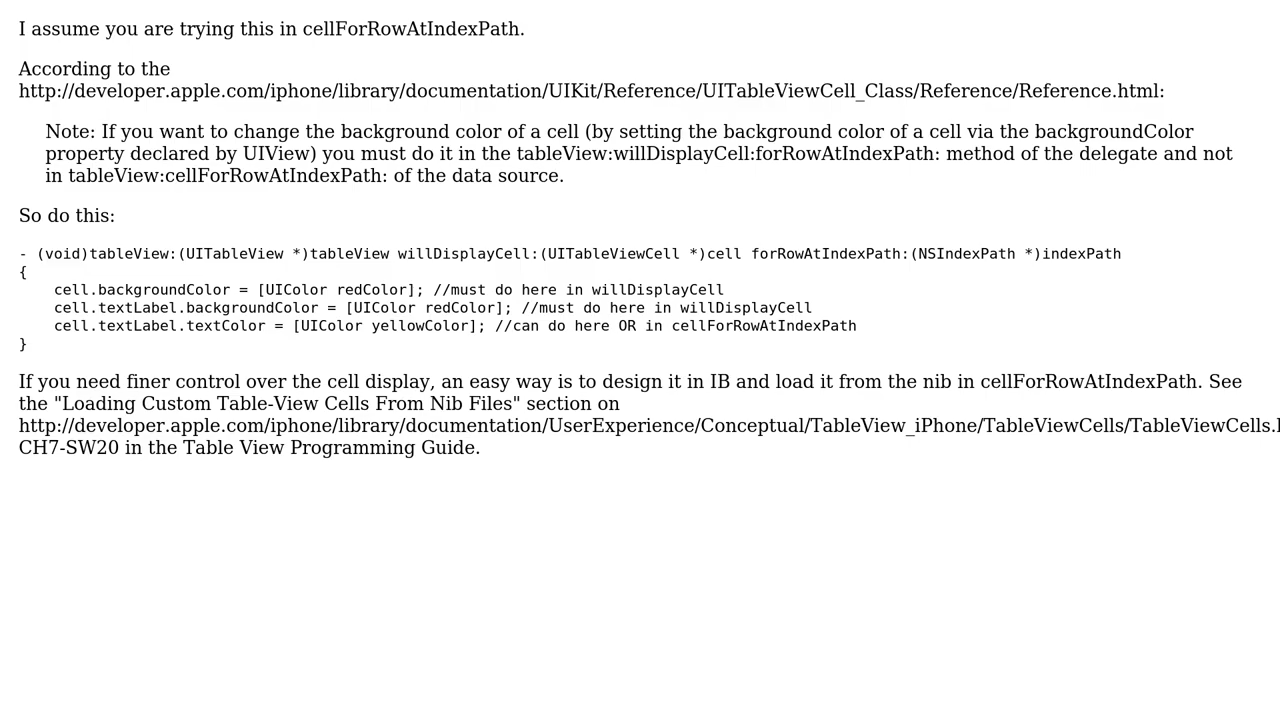 I assume you are trying this in cellForRowAtIndexPath.
According to the
http://developer.apple.com/iphone/library/documentation/UIKit/Reference/UITableViewCell_Class/Reference/Reference.html:
Note: If you want to change the background color of a cell (by setting the background color of a cell via the backgroundColor
property declared by UIView) you must do it in the tableView:willDisplayCell:forRowAtIndexPath: method of the delegate and not
in tableView:cellForRowAtIndexPath: of the data source.
So do this:
- (void)tableView:(UITableView *)tableView willDisplayCell:(UITableViewCell *)cell forRowAtIndexPath:(NSIndexPath *)indexPath
{
    cell.backgroundColor = [UIColor redColor]; //must do here in willDisplayCell
    cell.textLabel.backgroundColor = [UIColor redColor]; //must do here in willDisplayCell
    cell.textLabel.textColor = [UIColor yellowColor]; //can do here OR in cellForRowAtIndexPath
}
If you need finer control over the cell display, an easy way is to design it in IB and load it from the nib in cellForRowAtIndexPath. See
the "Loading Custom Table-View Cells From Nib Files" section on
http://developer.apple.com/iphone/library/documentation/UserExperience/Conceptual/TableView_iPhone/TableViewCells/TableViewCells.
CH7-SW20 in the Table View Programming Guide.